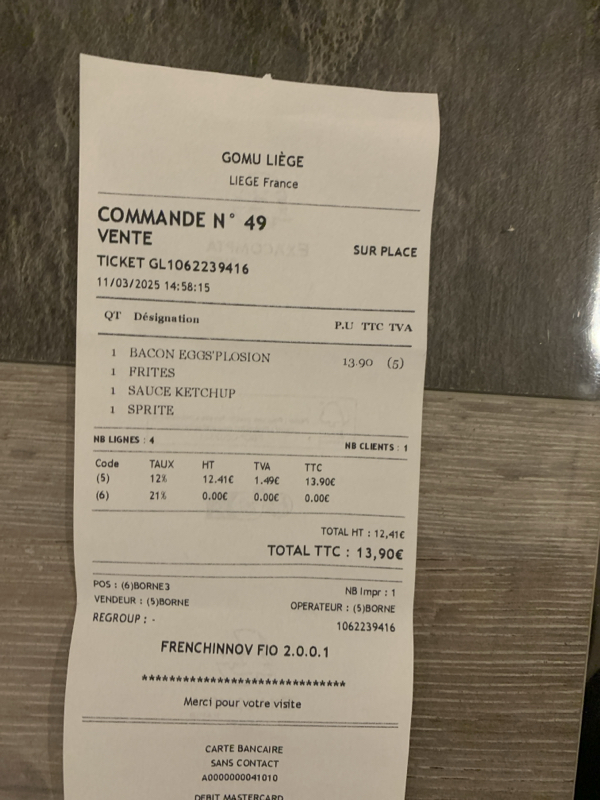 GOMU LIÈGE
LIEGE France
COMMANDE N° 49
VENTE
SUR PLACE
TICKET GL1062239416
11/03/2025 14:58:15
QT Désignation P.U TTC TVA
1 BACON EGGS'PLOSION 13.90 (5)
1 FRITES
1 SAUCE KETCHUP
1 SPRITE
NB LIGNES : 4 NB CLIENTS : 1
Code TAUX HT TVA TTC
(5) 12% 12.41€ 1.49€ 13.90€
(6) 21% 0.00€ 0.00€ 0.00€
TOTAL HT : 12,41€
TOTAL TTC : 13,90€
POS : (6)BORNE3 NB Impr : 1
VENDEUR : (5)BORNE OPERATEUR : (5)BORNE
REGROUP : - 1062239416
FRENCHINNOV FIO 2.0.0.1
*****************************
Merci pour votre visite
CARTE BANCAIRE
SANS CONTACT
A0000000041010
DEBIT MASTERCARD